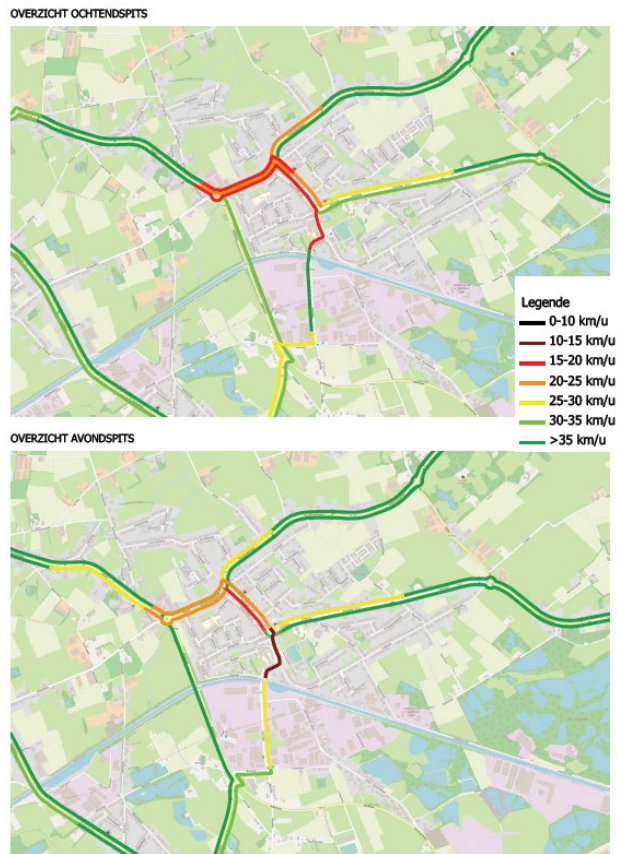 OVERZICHT OCHTENDSPITS
Legende
0-10 km/u
10-15 km/u
15-20 km/u
20-25 km/u
25-30 km/u
30-35 km/u
>35 km/u
OVERZICHT AVONDSPITS